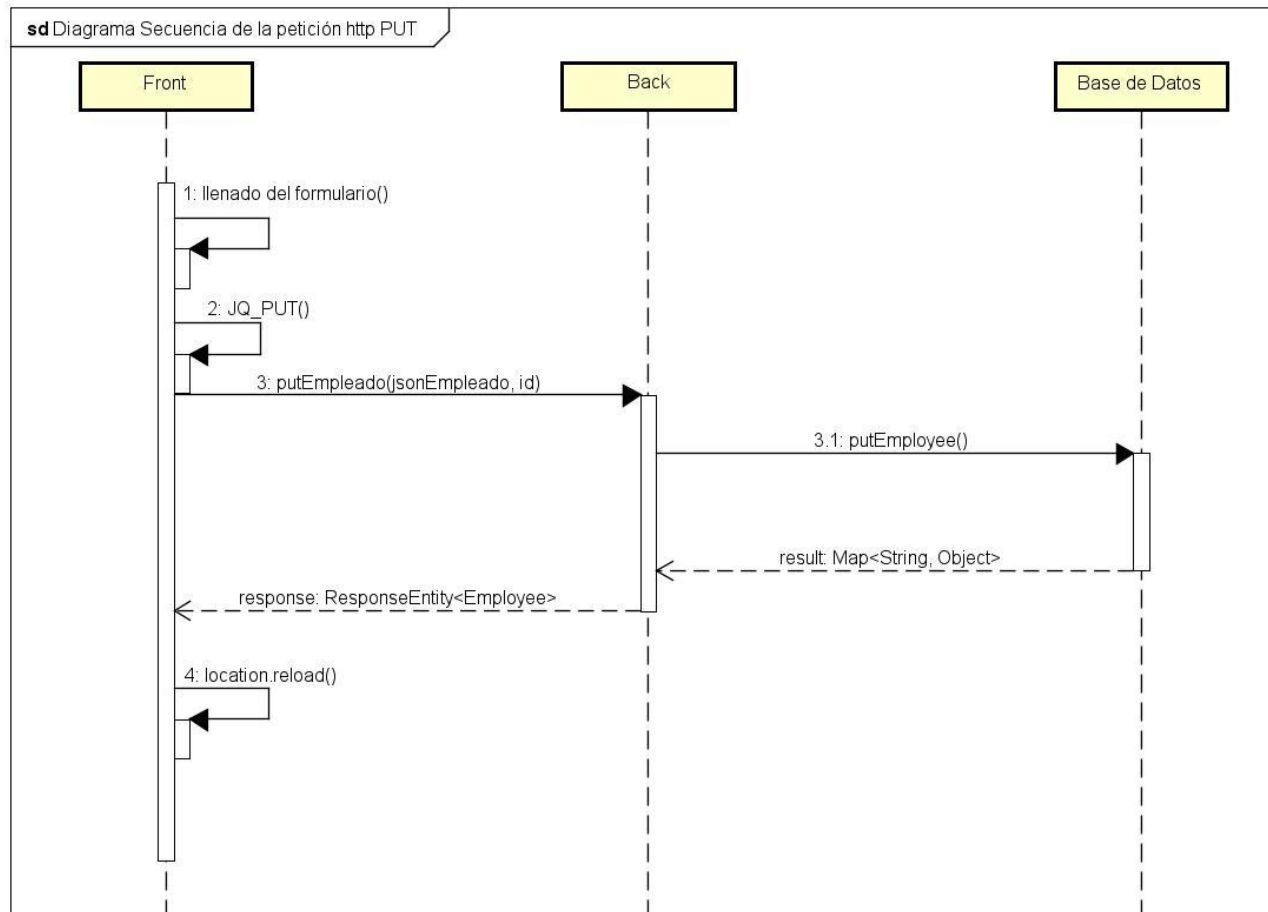 sd Diagrama Secuencia de la petición http PUT
Front
Back
Base de Datos
1: llenado del formulario()
2: JQ_PUT()
3: putEmpleado(jsonEmpleado, id)
3.1: putEmployee()
result: Map<String, Object>
response: ResponseEntity<Employee>
4: location.reload()